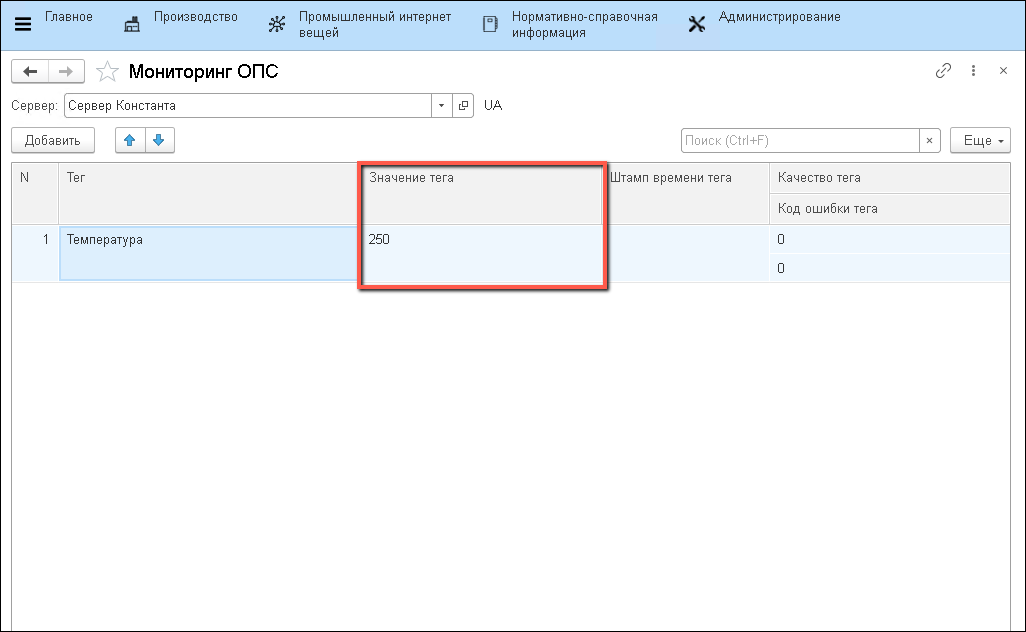 Главное
Производство
Промышленный интернет
вещей
Нормативно-справочная
информация
Администрирование
Мониторинг ОПС
Сервер: Сервер Константа UA
Добавить
Поиск (Ctrl+F)
Еще
N Тег Значение тега Штамп времени тега Качество тега
Код ошибки тега
1 Температура 250 0
0